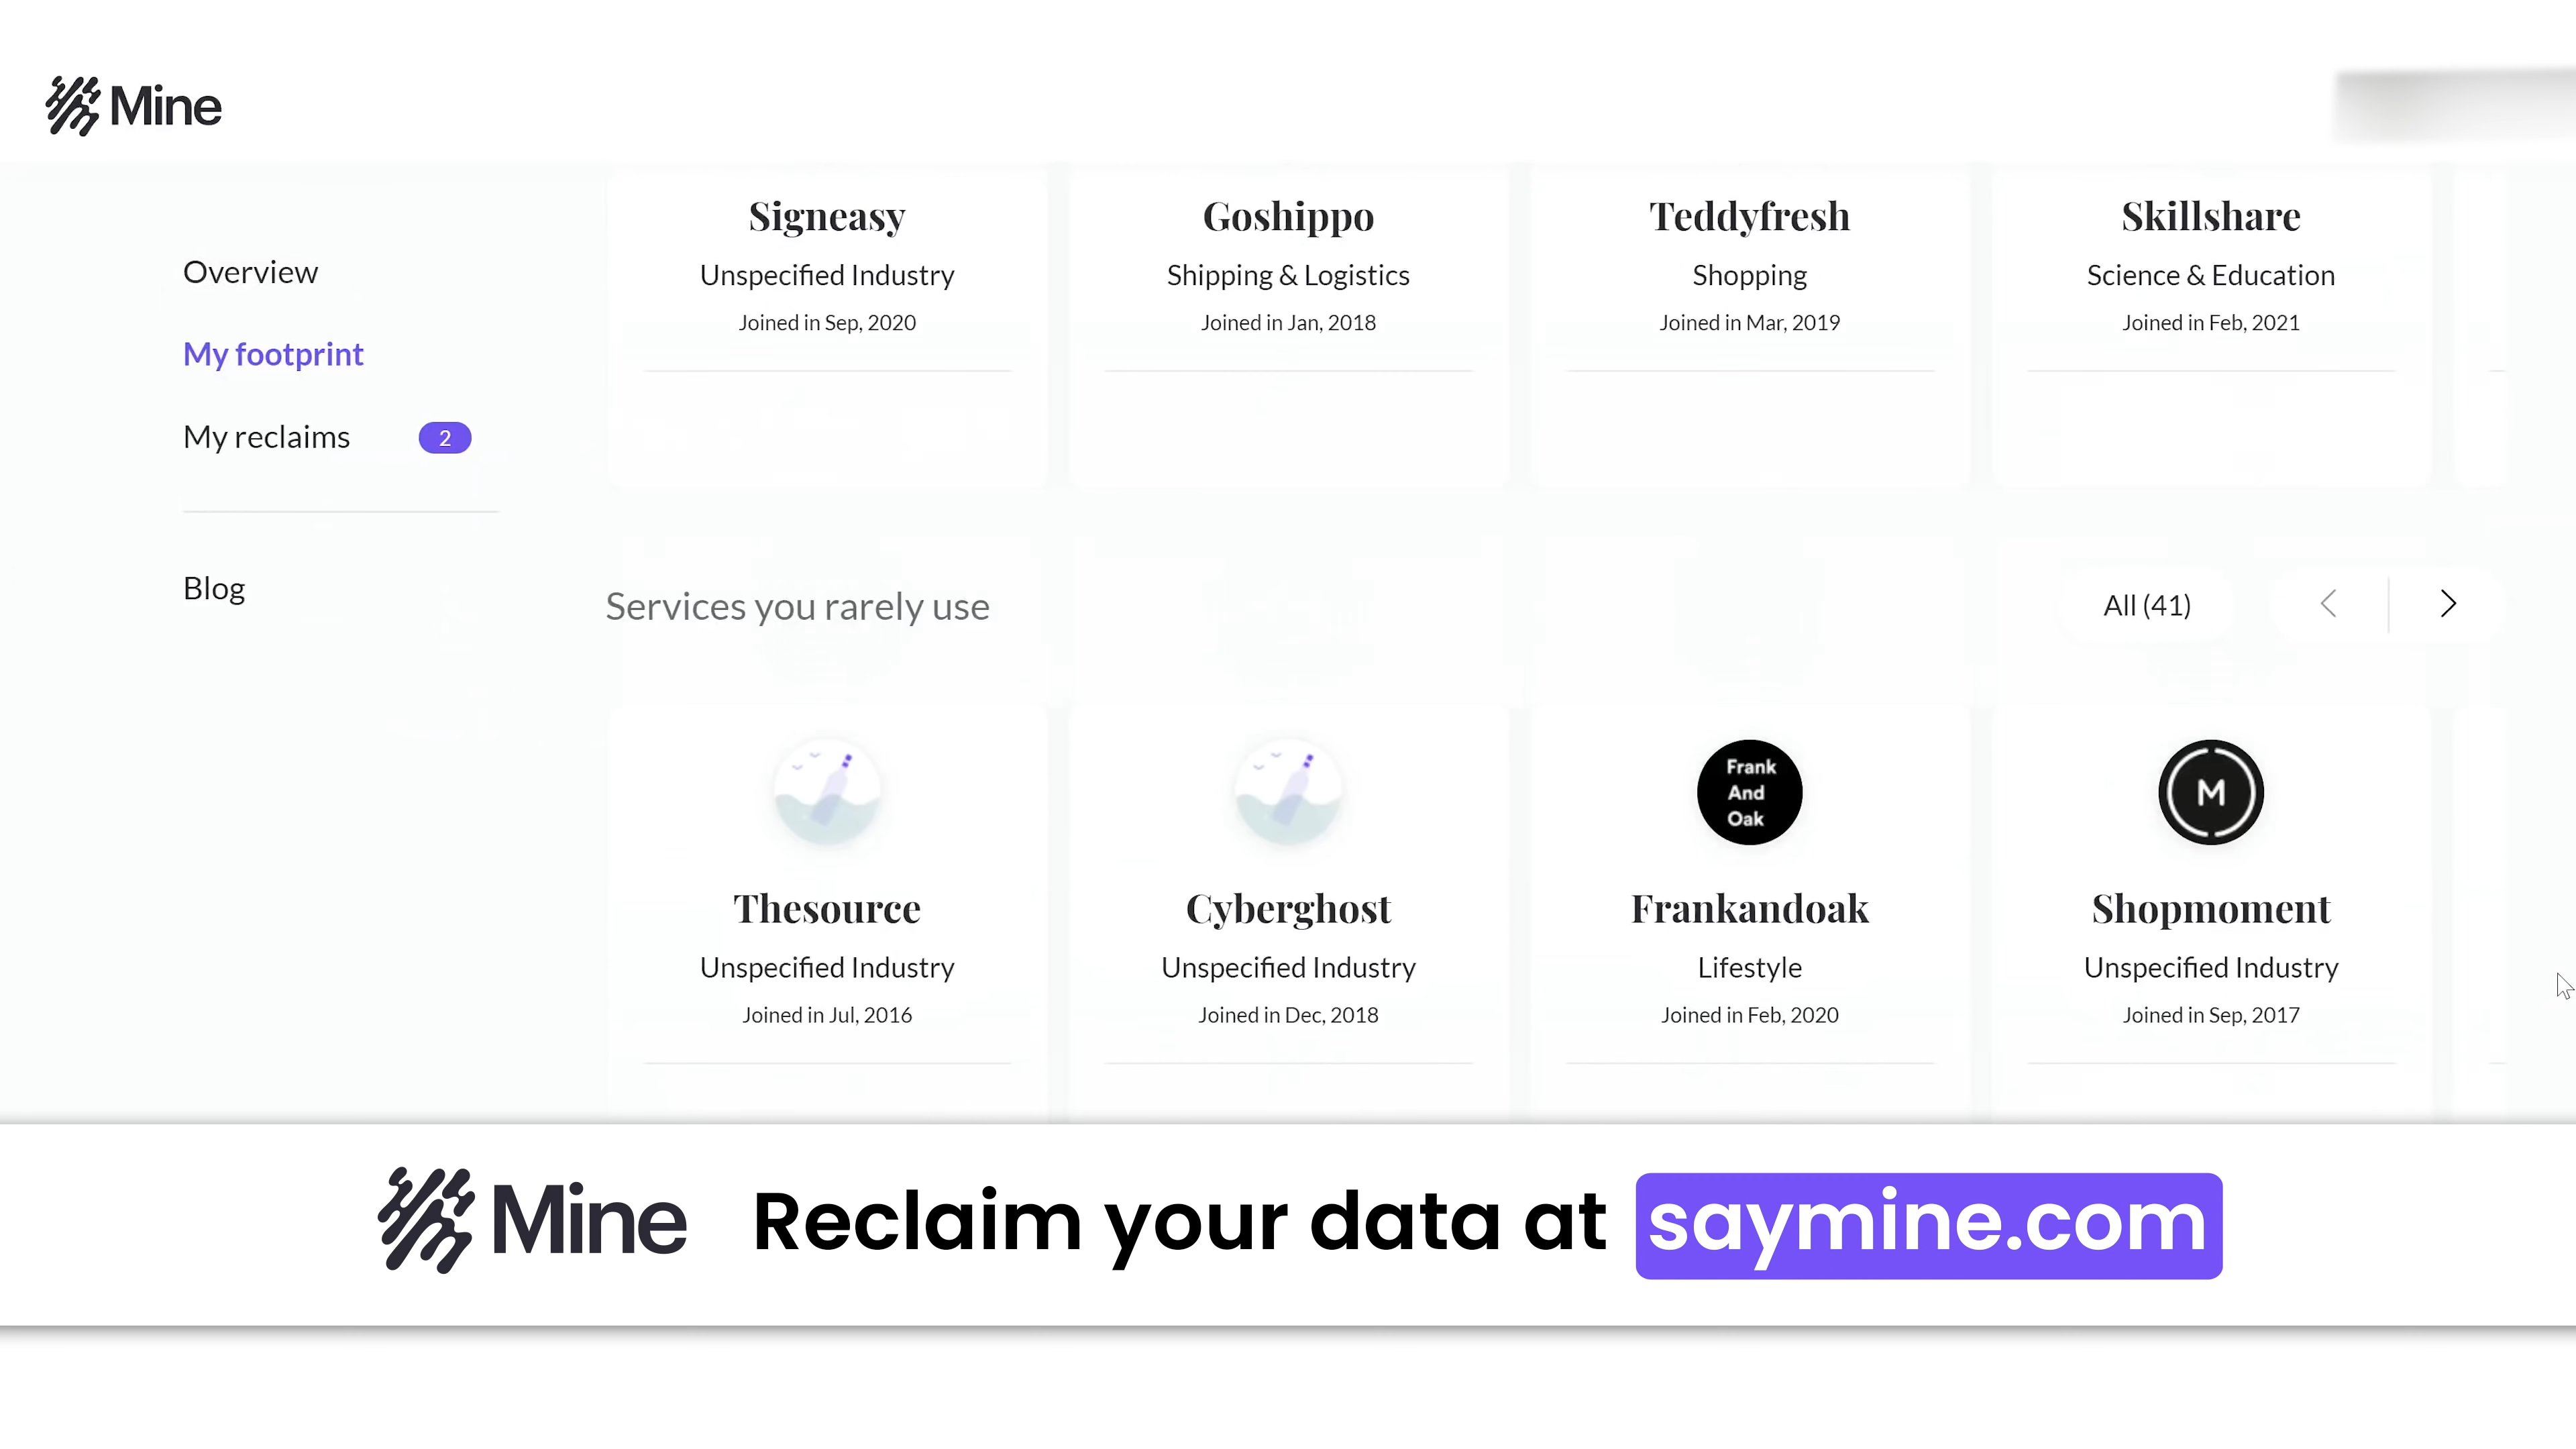 Mine
Overview
My footprint
My reclaims 2
Blog
Signeasy
Unspecified Industry
Joined in Sep, 2020
Goshippo
Shipping & Logistics
Joined in Jan, 2018
Teddyfresh
Shopping
Joined in Mar, 2019
Skillshare
Science & Education
Joined in Feb, 2021
Services you rarely use
All (41)
Thesource
Unspecified Industry
Joined in Jul, 2016
Cyberghost
Unspecified Industry
Joined in Dec, 2018
Frank
And
Oak
Frankandoak
Lifestyle
Joined in Feb, 2020
M
Shopmoment
Unspecified Industry
Joined in Sep, 2017
Mine Reclaim your data at saymine.com